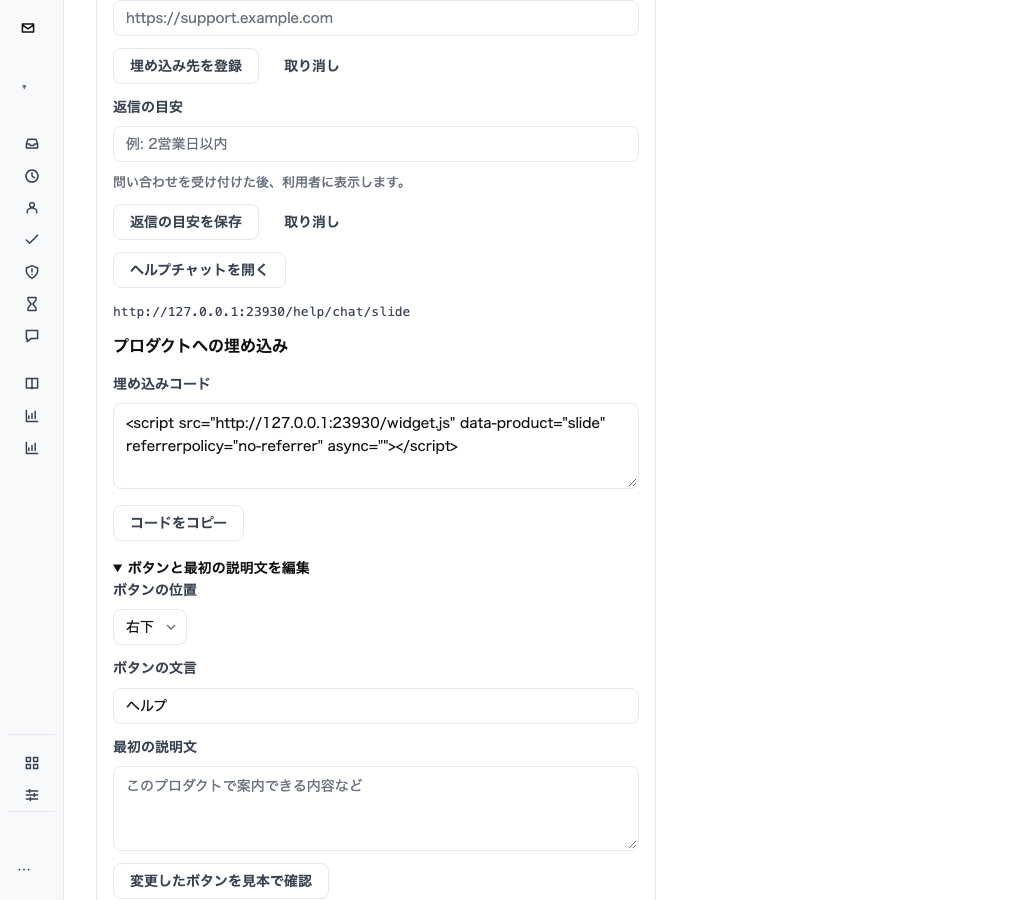 https://support.example.com
埋め込み先を登録
取り消し
返信の目安
例: 2営業日以内
問い合わせを受け付けた後、利用者に表示します。
返信の目安を保存
取り消し
ヘルプチャットを開く
http://127.0.0.1:23930/help/chat/slide
プロダクトへの埋め込み
埋め込みコード
<script src="http://127.0.0.1:23930/widget.js" data-product="slide"
referrerpolicy="no-referrer" async=""></script>
コードをコピー
▼ ボタンと最初の説明文を編集
ボタンの位置
右下
ボタンの文言
ヘルプ
最初の説明文
このプロダクトで案内できる内容など
変更したボタンを見本で確認